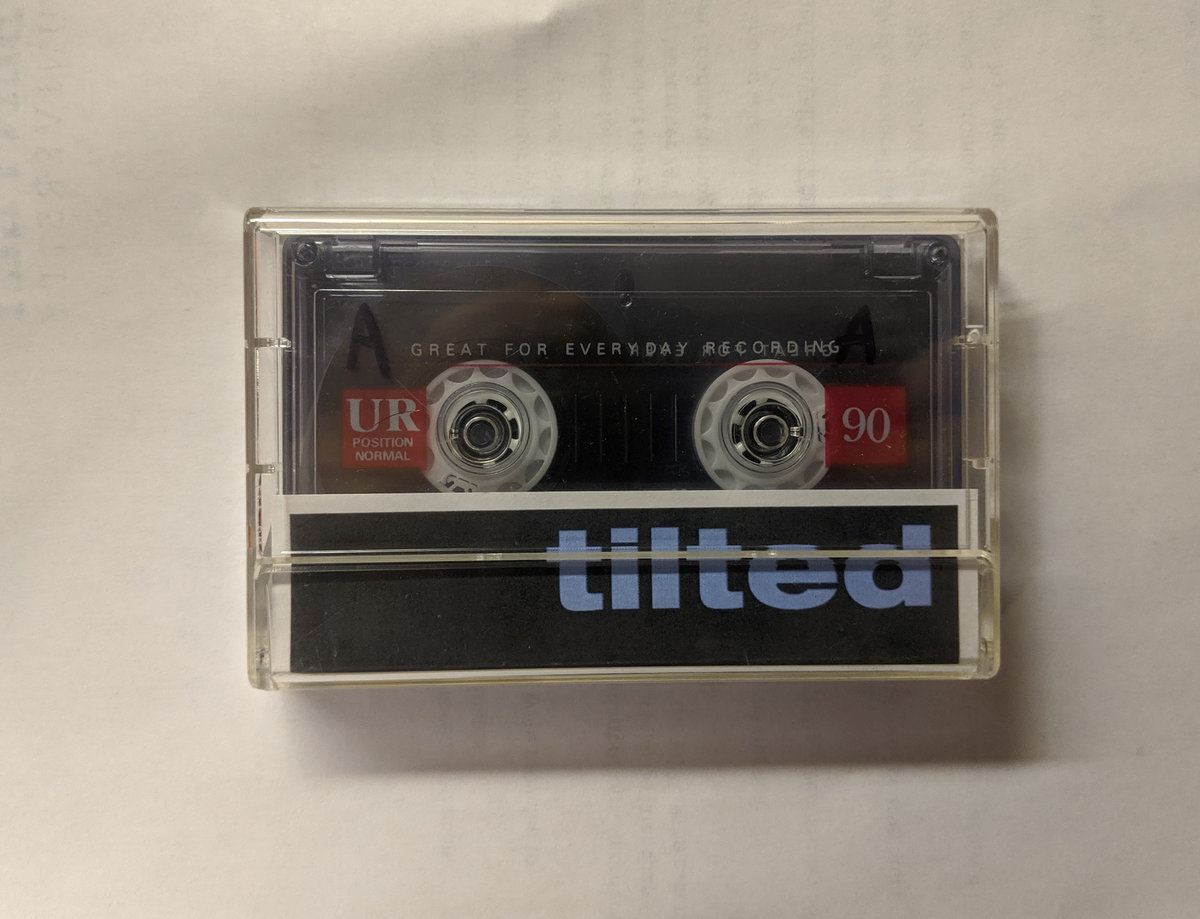 A A
GREAT FOR EVERYDAY RECORDING
UR 90
POSITION
NORMAL
tilted